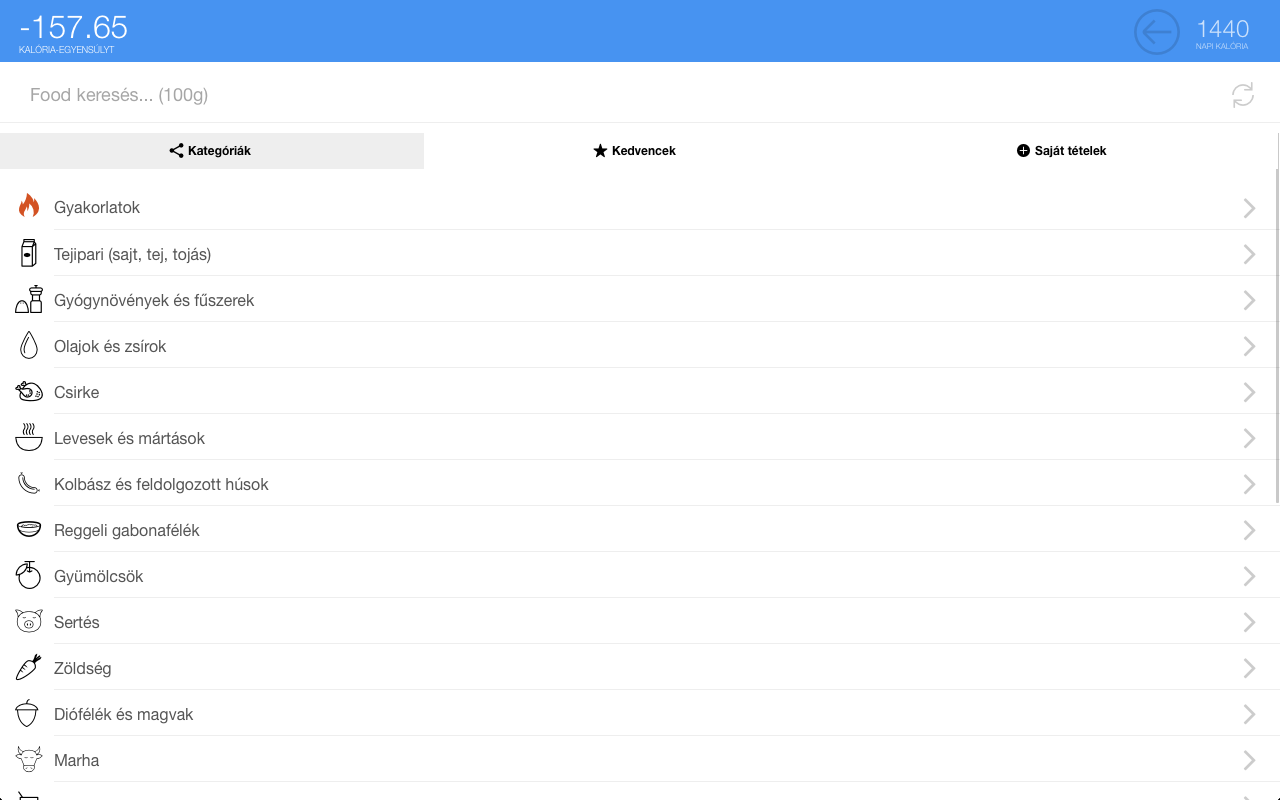 -157.65
KALÓRIA-EGYENSÚLYT
1440
NAPI KALÓRIA
Food keresés... (100g)
Kategóriák
Kedvencek
Saját tételek
Gyakorlatok
Tejipari (sajt, tej, tojás)
Gyógynövények és fűszerek
Olajok és zsírok
Csirke
Levesek és mártások
Kolbász és feldolgozott húsok
Reggeli gabonafélék
Gyümölcsök
Sertés
Zöldség
Diófélék és magvak
Marha